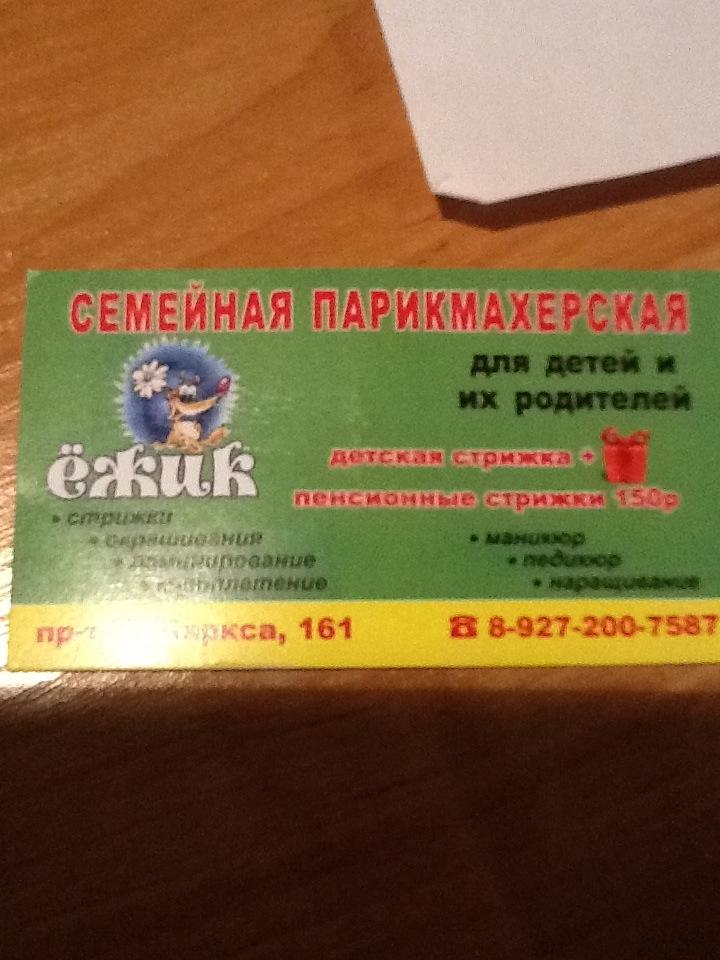 СЕМЕЙНАЯ ПАРИКМАХЕРСКАЯ
для детей и
их родителей
ёжик
детская стрижка +
пенсионные стрижки 150р
• стрижки
• окрашивания
• ламинирование
• маникюр
• педикюр
• наращивание
161
☎ 8-927-200-7587